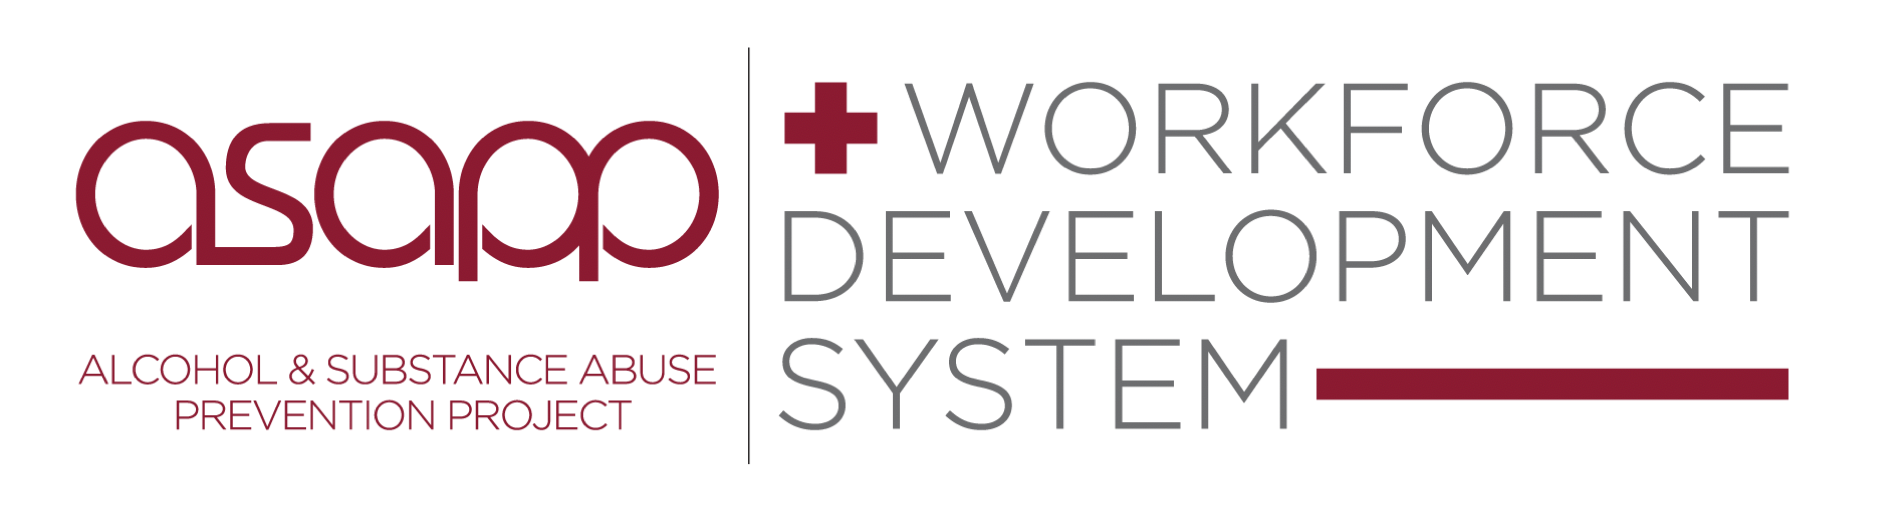 asapp
ALCOHOL & SUBSTANCE ABUSE
PREVENTION PROJECT
+ WORKFORCE
DEVELOPMENT
SYSTEM